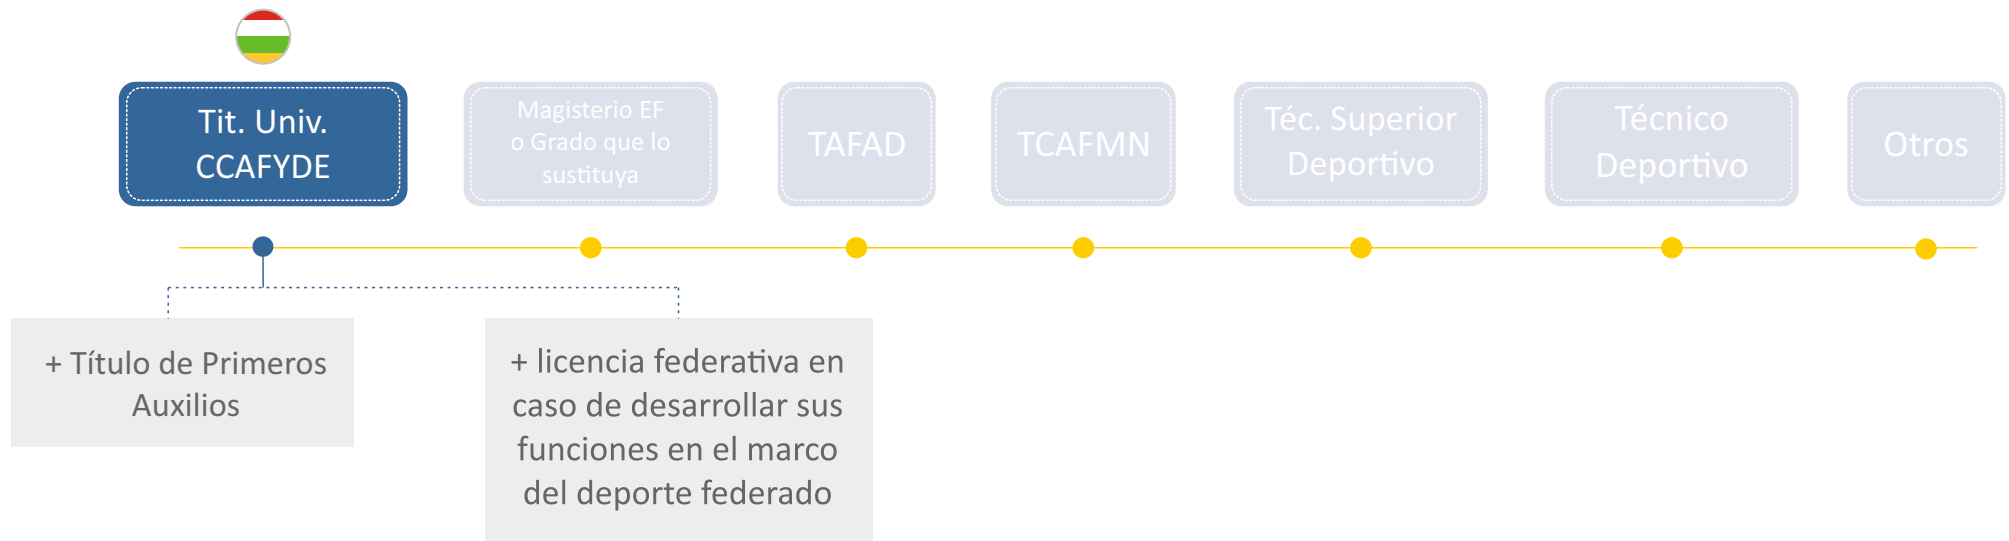 Tit. Univ.
CCAFYDE
Magisterio EF
o Grado que lo
sustituya
TAFAD
TCAFMN
Téc. Superior
Deportivo
Técnico
Deportivo
Otros
+ Título de Primeros
Auxilios
+ licencia federativa en
caso de desarrollar sus
funciones en el marco
del deporte federado